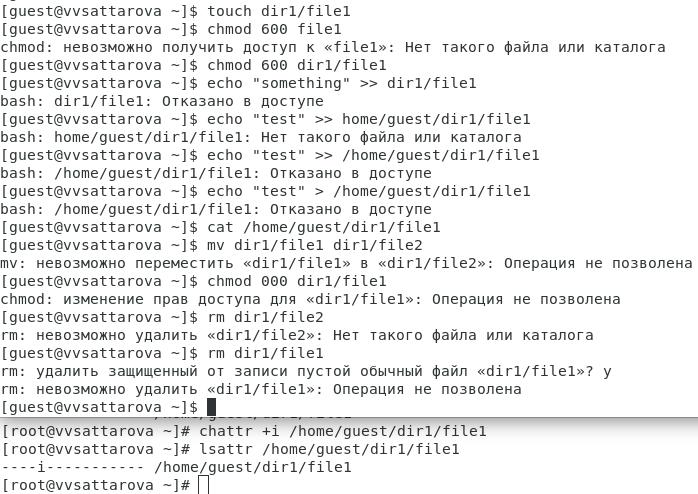 [guest@vvsattarova ~]$ touch dir1/file1
[guest@vvsattarova ~]$ chmod 600 file1
chmod: невозможно получить доступ к «file1»: Нет такого файла или каталога
[guest@vvsattarova ~]$ chmod 600 dir1/file1
[guest@vvsattarova ~]$ echo "something" >> dir1/file1
bash: dir1/file1: Отказано в доступе
[guest@vvsattarova ~]$ echo "test" >> home/guest/dir1/file1
bash: home/guest/dir1/file1: Нет такого файла или каталога
[guest@vvsattarova ~]$ echo "test" >> /home/guest/dir1/file1
bash: /home/guest/dir1/file1: Отказано в доступе
[guest@vvsattarova ~]$ echo "test" > /home/guest/dir1/file1
bash: /home/guest/dir1/file1: Отказано в доступе
[guest@vvsattarova ~]$ cat /home/guest/dir1/file1
[guest@vvsattarova ~]$ mv dir1/file1 dir1/file2
mv: невозможно переместить «dir1/file1» в «dir1/file2»: Операция не позволена
[guest@vvsattarova ~]$ chmod 000 dir1/file1
chmod: изменение прав доступа для «dir1/file1»: Операция не позволена
[guest@vvsattarova ~]$ rm dir1/file2
rm: невозможно удалить «dir1/file2»: Нет такого файла или каталога
[guest@vvsattarova ~]$ rm dir1/file1
rm: удалить защищенный от записи пустой обычный файл «dir1/file1»? y
rm: невозможно удалить «dir1/file1»: Операция не позволена
[guest@vvsattarova ~]$
[root@vvsattarova ~]# chattr +i /home/guest/dir1/file1
[root@vvsattarova ~]# lsattr /home/guest/dir1/file1
----i----------- /home/guest/dir1/file1
[root@vvsattarova ~]#